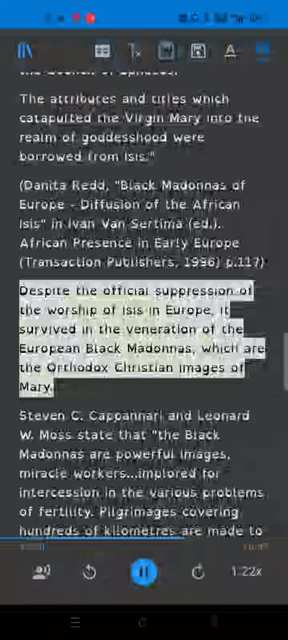 The attributes and titles which
catapulted the Virgin Mary into the
realm of goddesshood were
borrowed from Isis."
(Danita Redd, "Black Madonnas of
Europe - Diffusion of the African
Isis" in Ivan Van Sertima (ed.).
African Presence in Early Europe
(Transaction Publishers, 1996) p.117)
Despite the official suppression of
the worship of Isis in Europe, it
survived in the veneration of the
European Black Madonnas, which are
the Orthodox Christian images of
Mary.
Steven C. Cappannari and Leonard
W. Moss state that "the Black
Madonnas are powerful images,
miracle workers...implored for
intercession in the various problems
of fertility. Pilgrimages covering
hundreds of kilometres are made to
1.22x